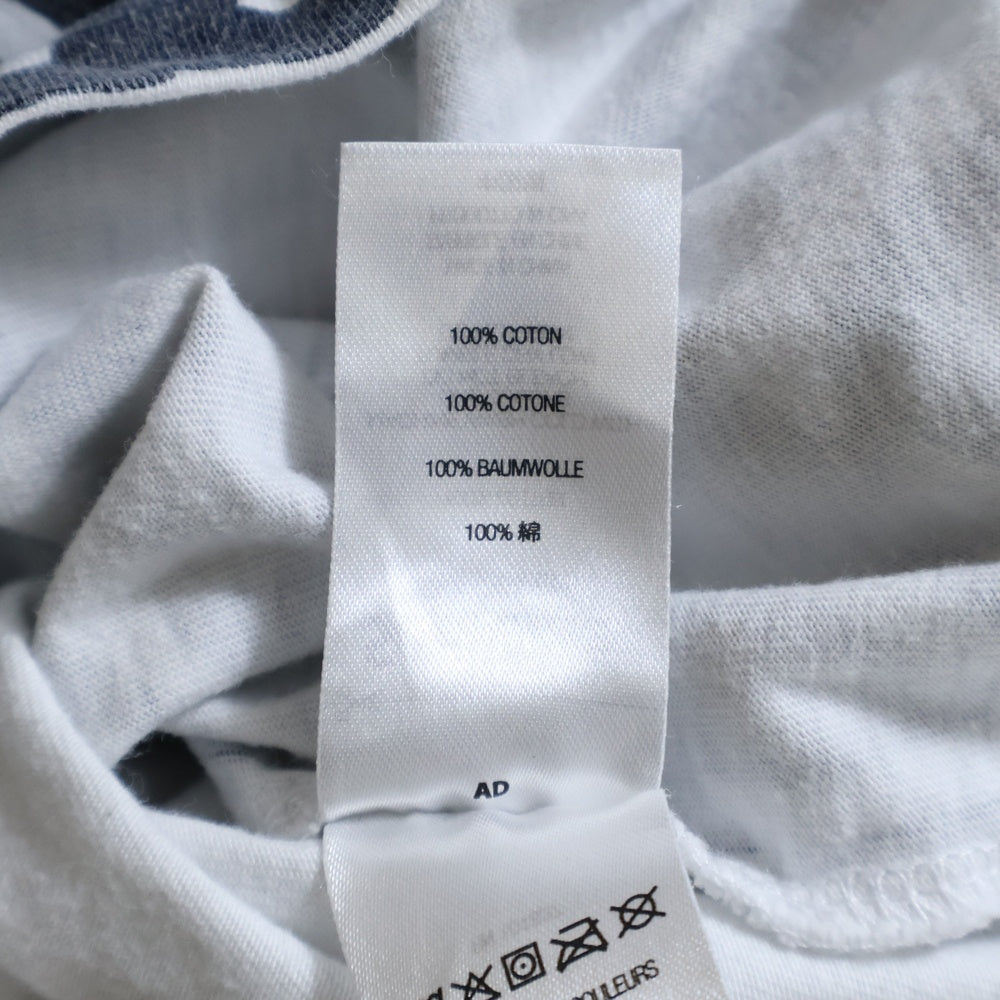 100% COTON
100% COTONE
100% BAUMWOLLE
100% 綿
AD